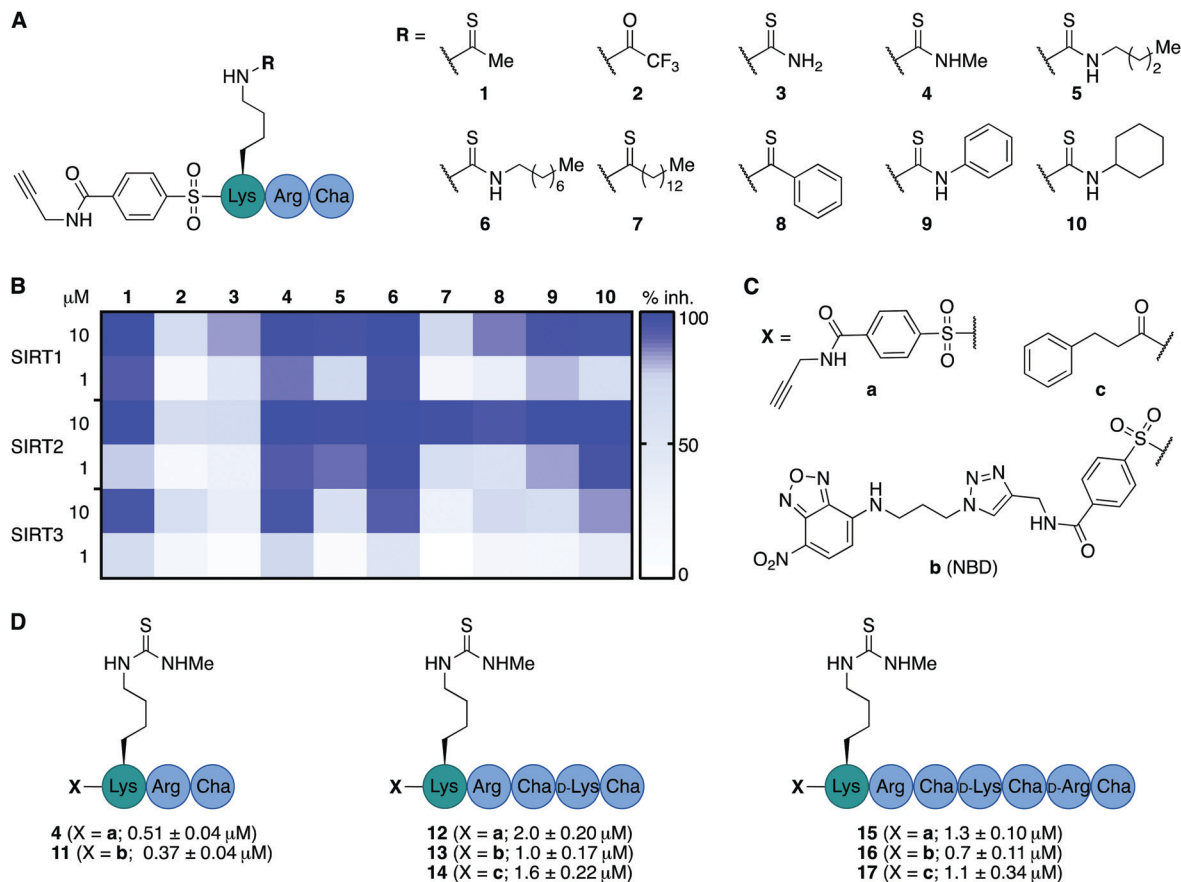 A
R =
S
Me
1
O
CF3
2
S
NH2
3
S
NHMe
4
S
N
H
Me
2
5
S
N
H
Me
6
6
S
Me
12
7
S
8
S
N
H
9
S
N
H
10
HN R
O
NH
O
S
O
Lys Arg Cha
B
µM 1 2 3 4 5 6 7 8 9 10 % inh.
SIRT1 10
1
SIRT2 10
1
SIRT3 10
1
100
50
0
C
X =
O
HN
O O
S
a
O
c
O
N N
O2N
H
N
N=N
N
N
H
O
O O
S
b (NBD)
D
S
HN NHMe
X Lys Arg Cha
4 (X = a; 0.51 ± 0.04 µM)
11 (X = b; 0.37 ± 0.04 µM)
S
HN NHMe
X Lys Arg Cha D-Lys Cha
12 (X = a; 2.0 ± 0.20 µM)
13 (X = b; 1.0 ± 0.17 µM)
14 (X = c; 1.6 ± 0.22 µM)
S
HN NHMe
X Lys Arg Cha D-Lys Cha D-Arg Cha
15 (X = a; 1.3 ± 0.10 µM)
16 (X = b; 0.7 ± 0.11 µM)
17 (X = c; 1.1 ± 0.34 µM)